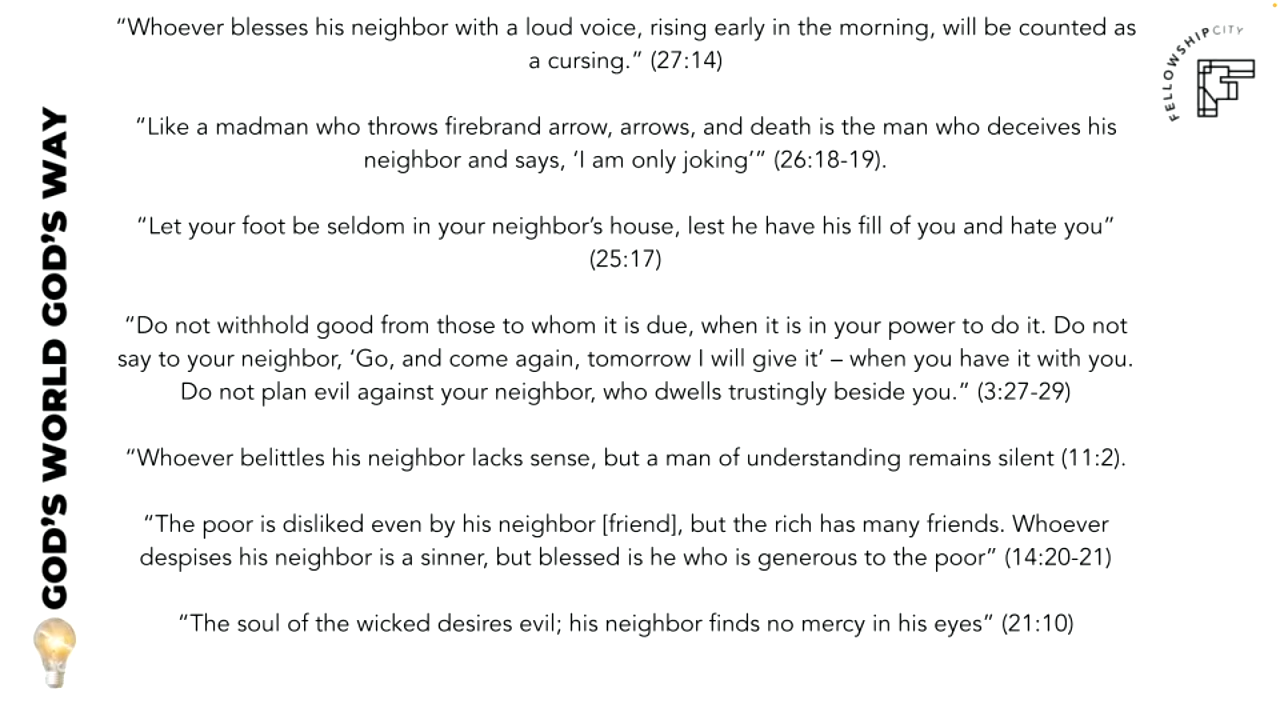 “Whoever blesses his neighbor with a loud voice, rising early in the morning, will be counted as
a cursing.” (27:14)
“Like a madman who throws firebrand arrow, arrows, and death is the man who deceives his
neighbor and says, ‘I am only joking’” (26:18-19).
“Let your foot be seldom in your neighbor’s house, lest he have his fill of you and hate you”
(25:17)
“Do not withhold good from those to whom it is due, when it is in your power to do it. Do not
say to your neighbor, ‘Go, and come again, tomorrow I will give it’ – when you have it with you.
Do not plan evil against your neighbor, who dwells trustingly beside you.” (3:27-29)
“Whoever belittles his neighbor lacks sense, but a man of understanding remains silent (11:2).
“The poor is disliked even by his neighbor [friend], but the rich has many friends. Whoever
despises his neighbor is a sinner, but blessed is he who is generous to the poor” (14:20-21)
“The soul of the wicked desires evil; his neighbor finds no mercy in his eyes” (21:10)
GOD’S WORLD GOD’S WAY
FELLOWSHIPCITY